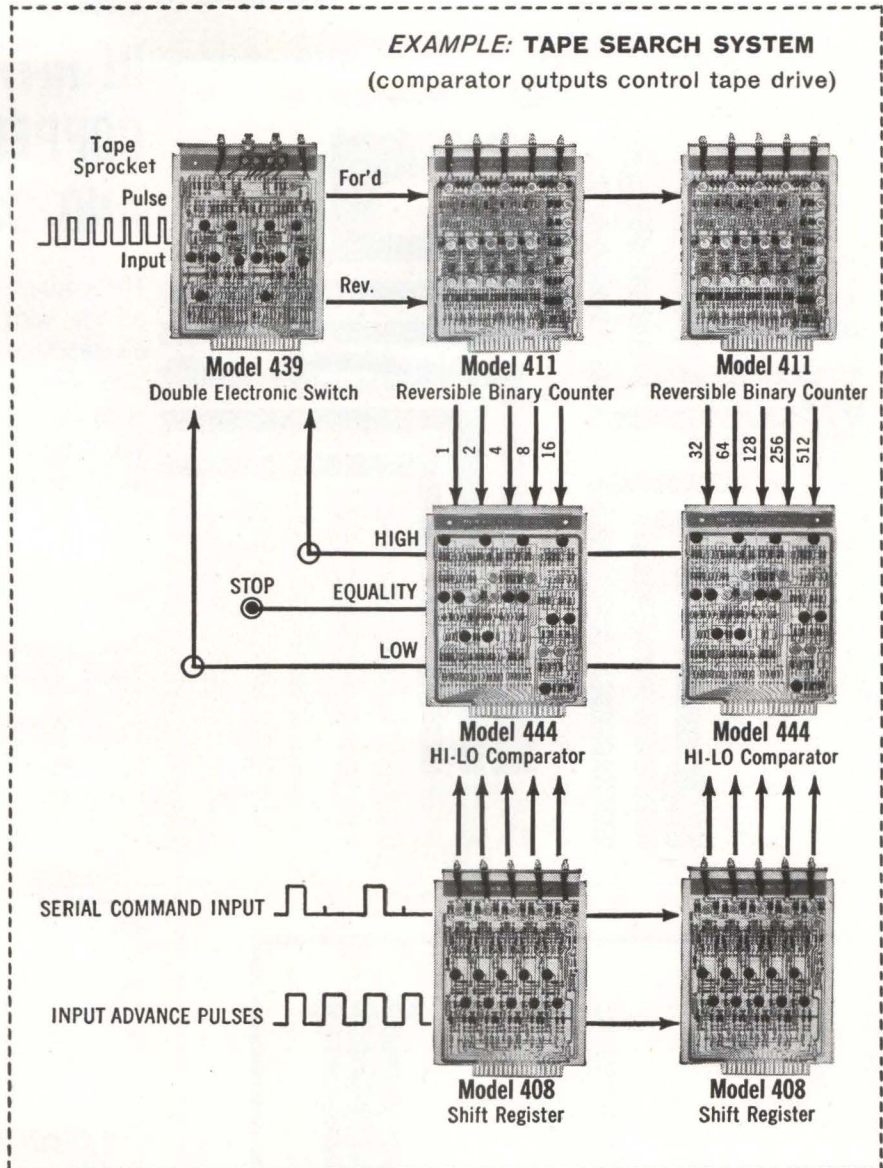 EXAMPLE: TAPE SEARCH SYSTEM
(comparator outputs control tape drive)
Tape
Sprocket
Pulse
Input
For'd
Rev.
Model 439
Double Electronic Switch
Model 411
Reversible Binary Counter
Model 411
Reversible Binary Counter
1 2 4 8 16
32 64 128 256 512
HIGH
STOP
EQUALITY
LOW
Model 444
HI-LO Comparator
Model 444
HI-LO Comparator
SERIAL COMMAND INPUT
INPUT ADVANCE PULSES
Model 408
Shift Register
Model 408
Shift Register